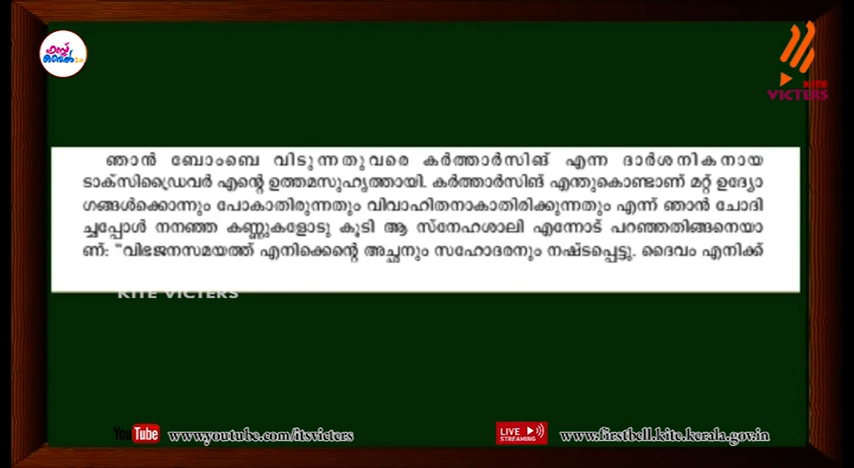 ഫസ്റ്റ്
ബെൽ 2.0
KITE
VICTERS
ഞാൻ ബോംബെ വിടുന്നതുവരെ കർത്താർസിങ് എന്ന ദാർശനികനായ
ടാക്സിഡ്രൈവർ എന്റെ ഉത്തമസുഹൃത്തായി. കർത്താർസിങ് എന്തുകൊണ്ടാണ് മറ്റ് ഉദ്യോ
ഗങ്ങൾക്കൊന്നും പോകാതിരുന്നതും വിവാഹിതനാകാതിരിക്കുന്നതും എന്ന് ഞാൻ ചോദി
ച്ചപ്പോൾ നനഞ്ഞ കണ്ണുകളോടു കൂടി ആ സ്നേഹശാലി എന്നോട് പറഞ്ഞതിങ്ങനെയാ
ണ്: “വിഭജനസമയത്ത് എനിക്കെന്റെ അച്ഛനും സഹോദരനും നഷ്ടപ്പെട്ടു. ദൈവം എനിക്ക്
KITE VICTERS
YouTube www.youtube.com/itsvicters
LIVE STREAMING www.firstbell.kite.kerala.gov.in